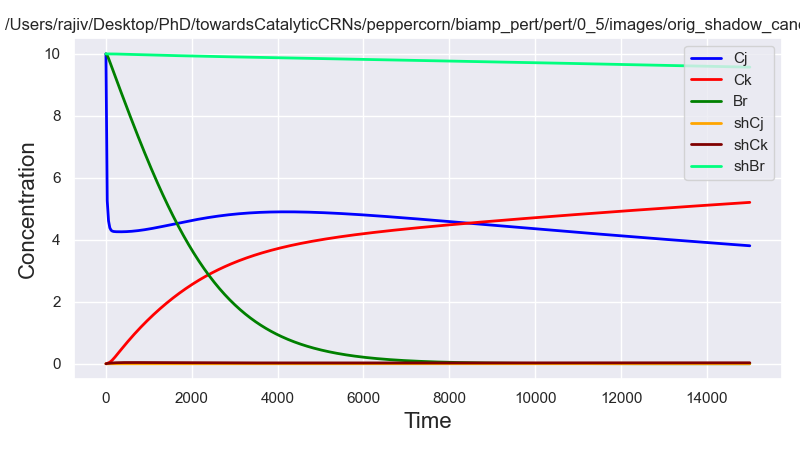 /Users/rajiv/Desktop/PhD/towardsCatalyticCRNs/peppercorn/biamp_pert/pert/0_5/images/orig_shadow_canc
10
8
6
4
2
0
Concentration
0 2000 4000 6000 8000 10000 12000 14000
Time
Cj
Ck
Br
shCj
shCk
shBr